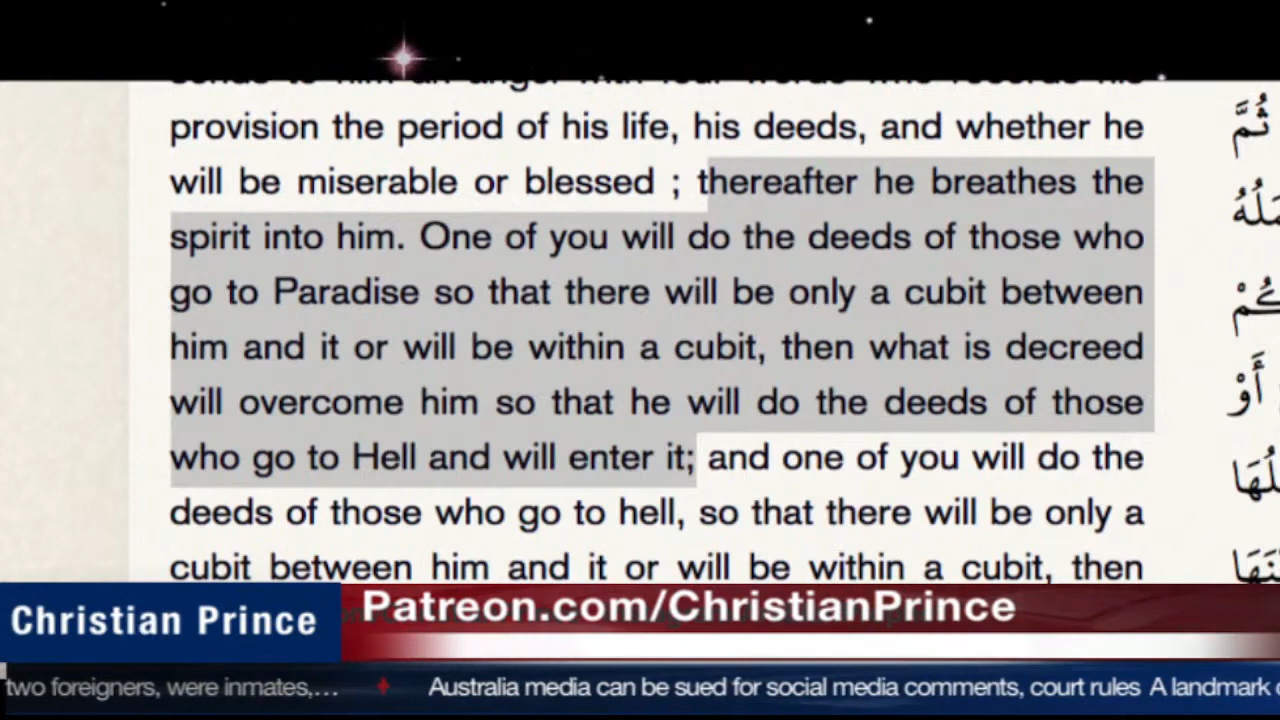 provision the period of his life, his deeds, and whether he
will be miserable or blessed ; thereafter he breathes the
spirit into him. One of you will do the deeds of those who
go to Paradise so that there will be only a cubit between
him and it or will be within a cubit, then what is decreed
will overcome him so that he will do the deeds of those
who go to Hell and will enter it; and one of you will do the
deeds of those who go to hell, so that there will be only a
cubit between him and it or will be within a cubit, then
ثُمَّ
أَوْ
Christian Prince
Patreon.com/ChristianPrince
two foreigners, were inmates,... Australia media can be sued for social media comments, court rules A landmark